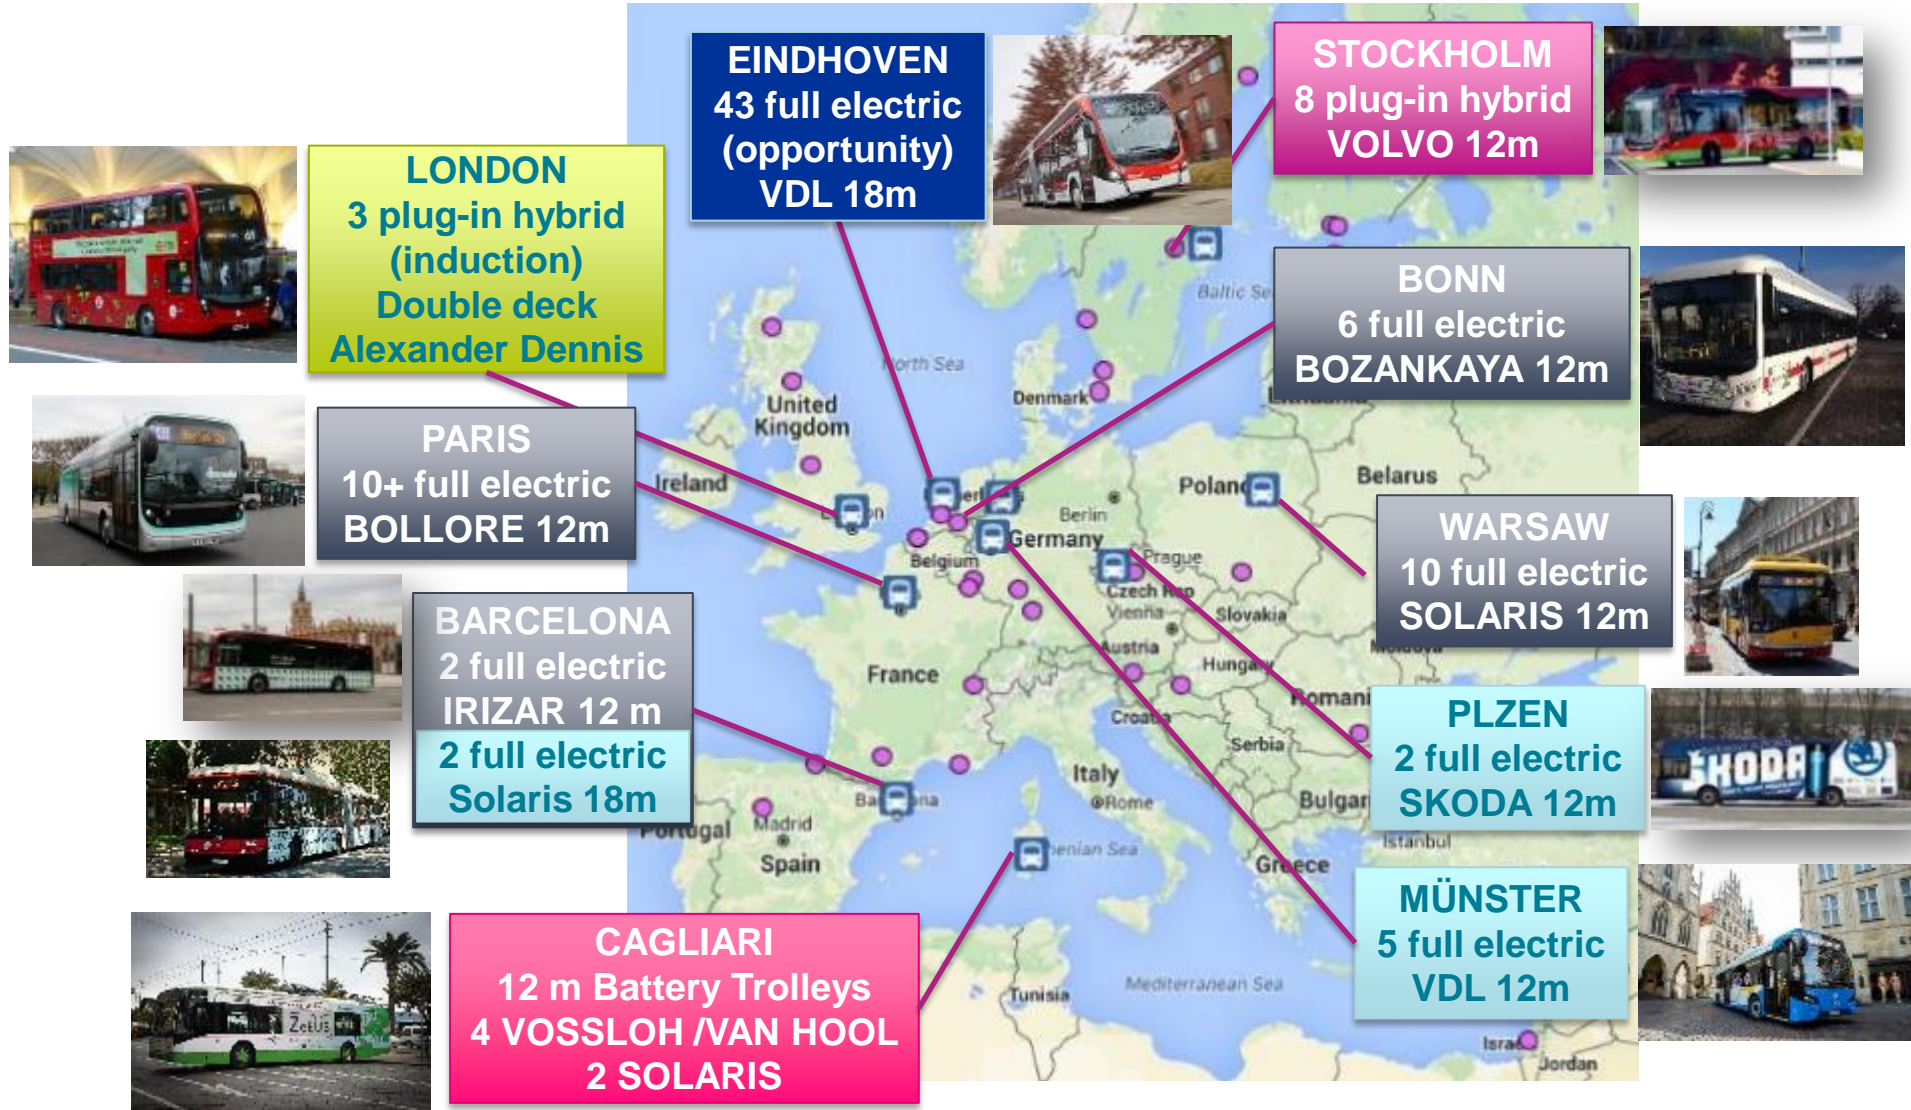 EINDHOVEN
43 full electric
(opportunity)
VDL 18m
STOCKHOLM
8 plug-in hybrid
VOLVO 12m
LONDON
3 plug-in hybrid
(induction)
Double deck
Alexander Dennis
BONN
6 full electric
BOZANKAYA 12m
PARIS
10+ full electric
BOLLORE 12m
WARSAW
10 full electric
SOLARIS 12m
BARCELONA
2 full electric
IRIZAR 12 m
2 full electric
Solaris 18m
PLZEN
2 full electric
SKODA 12m
MÜNSTER
5 full electric
VDL 12m
CAGLIARI
12 m Battery Trolleys
4 VOSSLOH /VAN HOOL
2 SOLARIS
North Sea
Baltic
Denmark
United
Kingdom
Ireland
Belarus
Berlin
Germany
Belgium
Prague
Czech Rep
Vienna
Slovakia
Austria
Hungary
France
Croatia
Serbia
Italy
Rome
Portugal
Madrid
Spain
Greece
Istanbul
Tunisia
Mediterranean Sea
Jordan
ŠKODA
ZeEUS